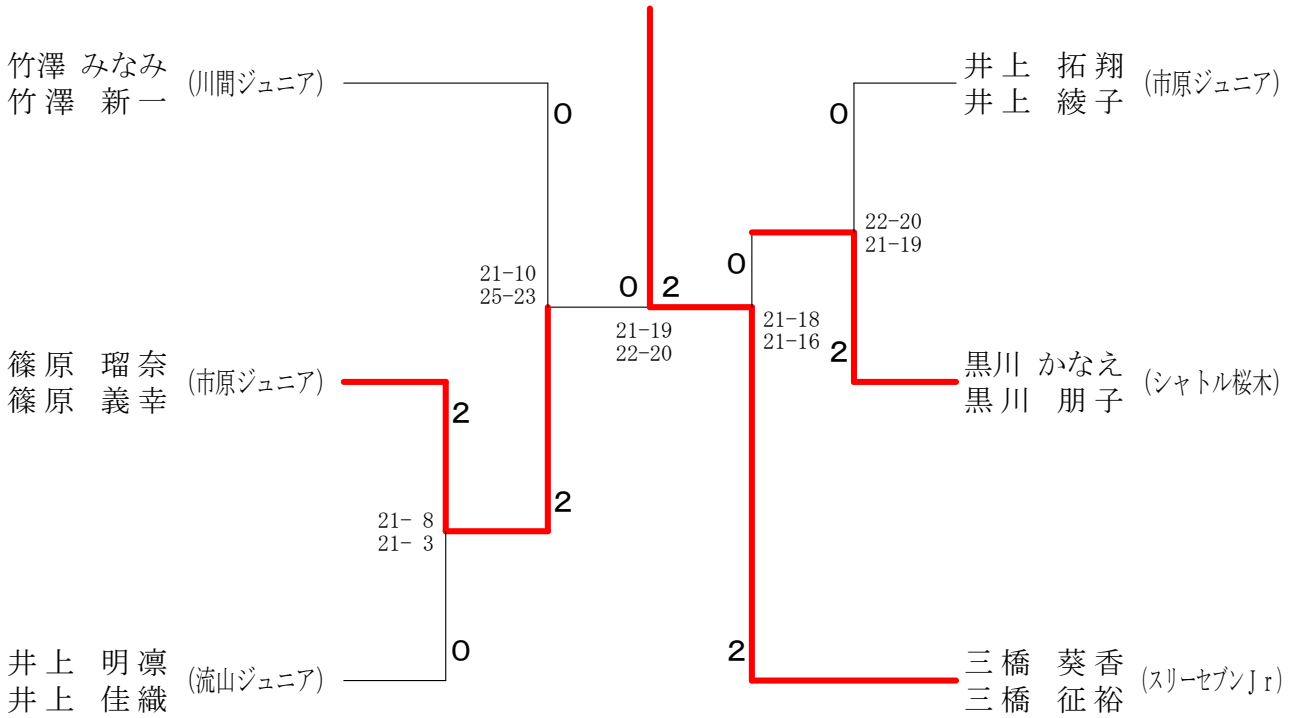 竹澤 みなみ (川間ジュニア)
竹澤 新一
0
21-10
25-23
篠原 瑠奈 (市原ジュニア)
篠原 義幸
2
2
21- 8
21- 3
井上 明凛 (流山ジュニア)
井上 佳織
0
0 2
21-19
22-20
井上 拓翔 (市原ジュニア)
井上 綾子
0
22-20
21-19
0
21-18
21-16
2
黒川 かなえ (シャトル桜木)
黒川 朋子
2
三橋 葵香 (スリーセブンJr)
三橋 征裕